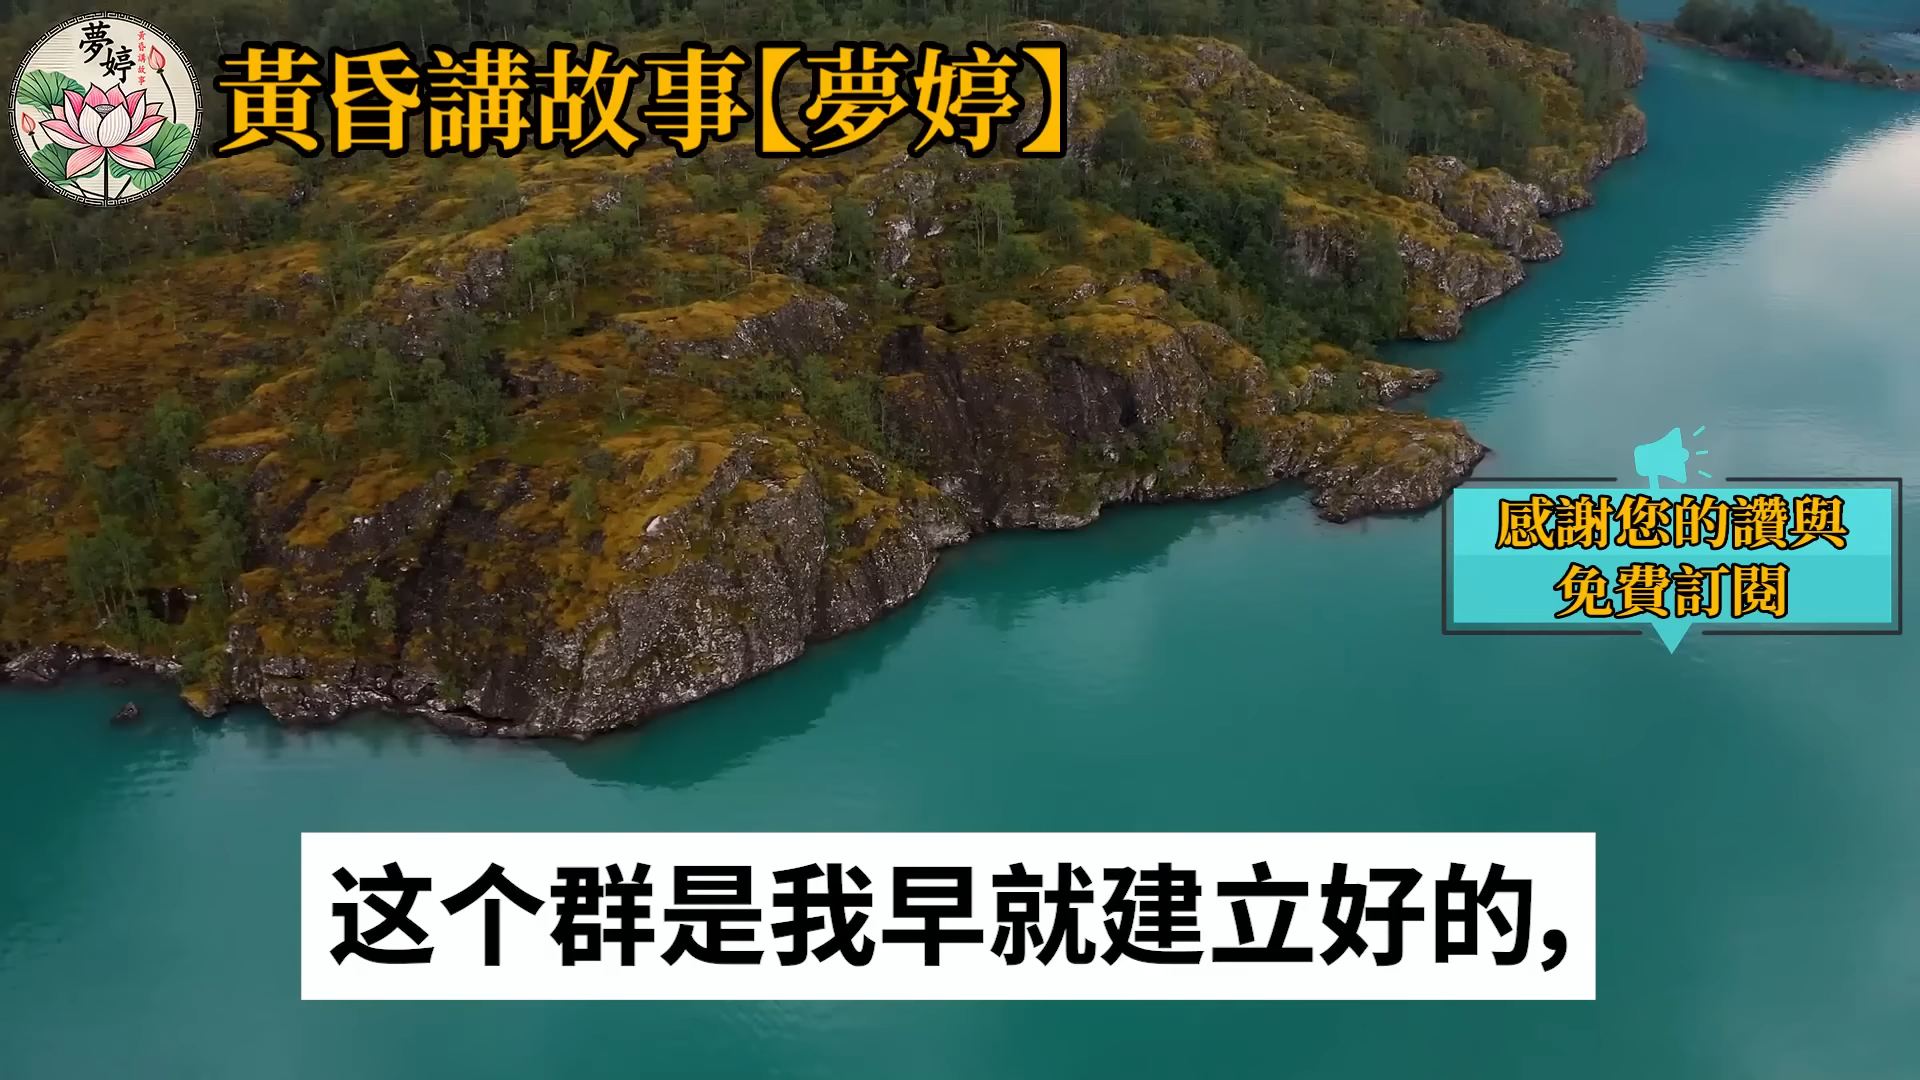 夢婷
黃昏講故事
黃昏講故事【夢婷】
感謝您的讚與
免費訂閱
这个群是我早就建立好的,